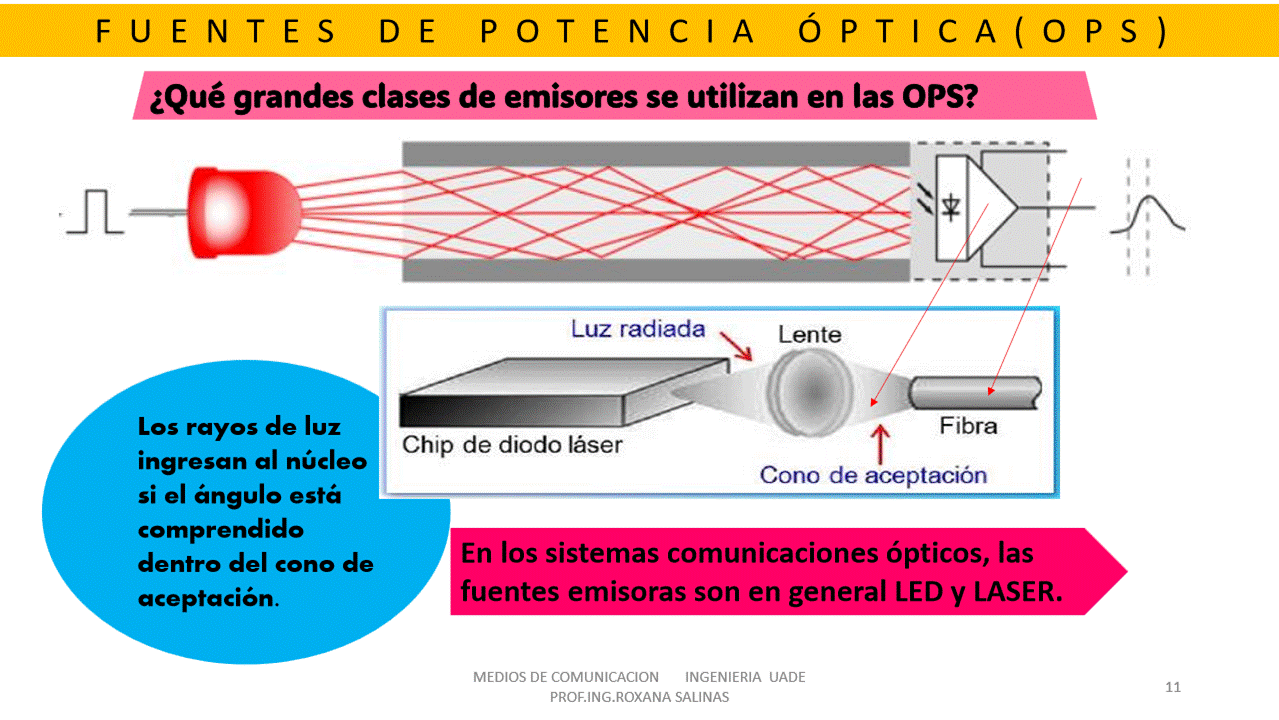 FUENTES DE POTENCIA ÓPTICA(OPS)
¿Qué grandes clases de emisores se utilizan en las OPS?
Luz radiada
Lente
Chip de diodo láser
Fibra
Cono de aceptación
Los rayos de luz
ingresan al núcleo
si el ángulo está
comprendido
dentro del cono de
aceptación.
En los sistemas comunicaciones ópticos, las
fuentes emisoras son en general LED y LASER.
MEDIOS DE COMUNICACION INGENIERIA UADE
PROF.ING.ROXANA SALINAS
11